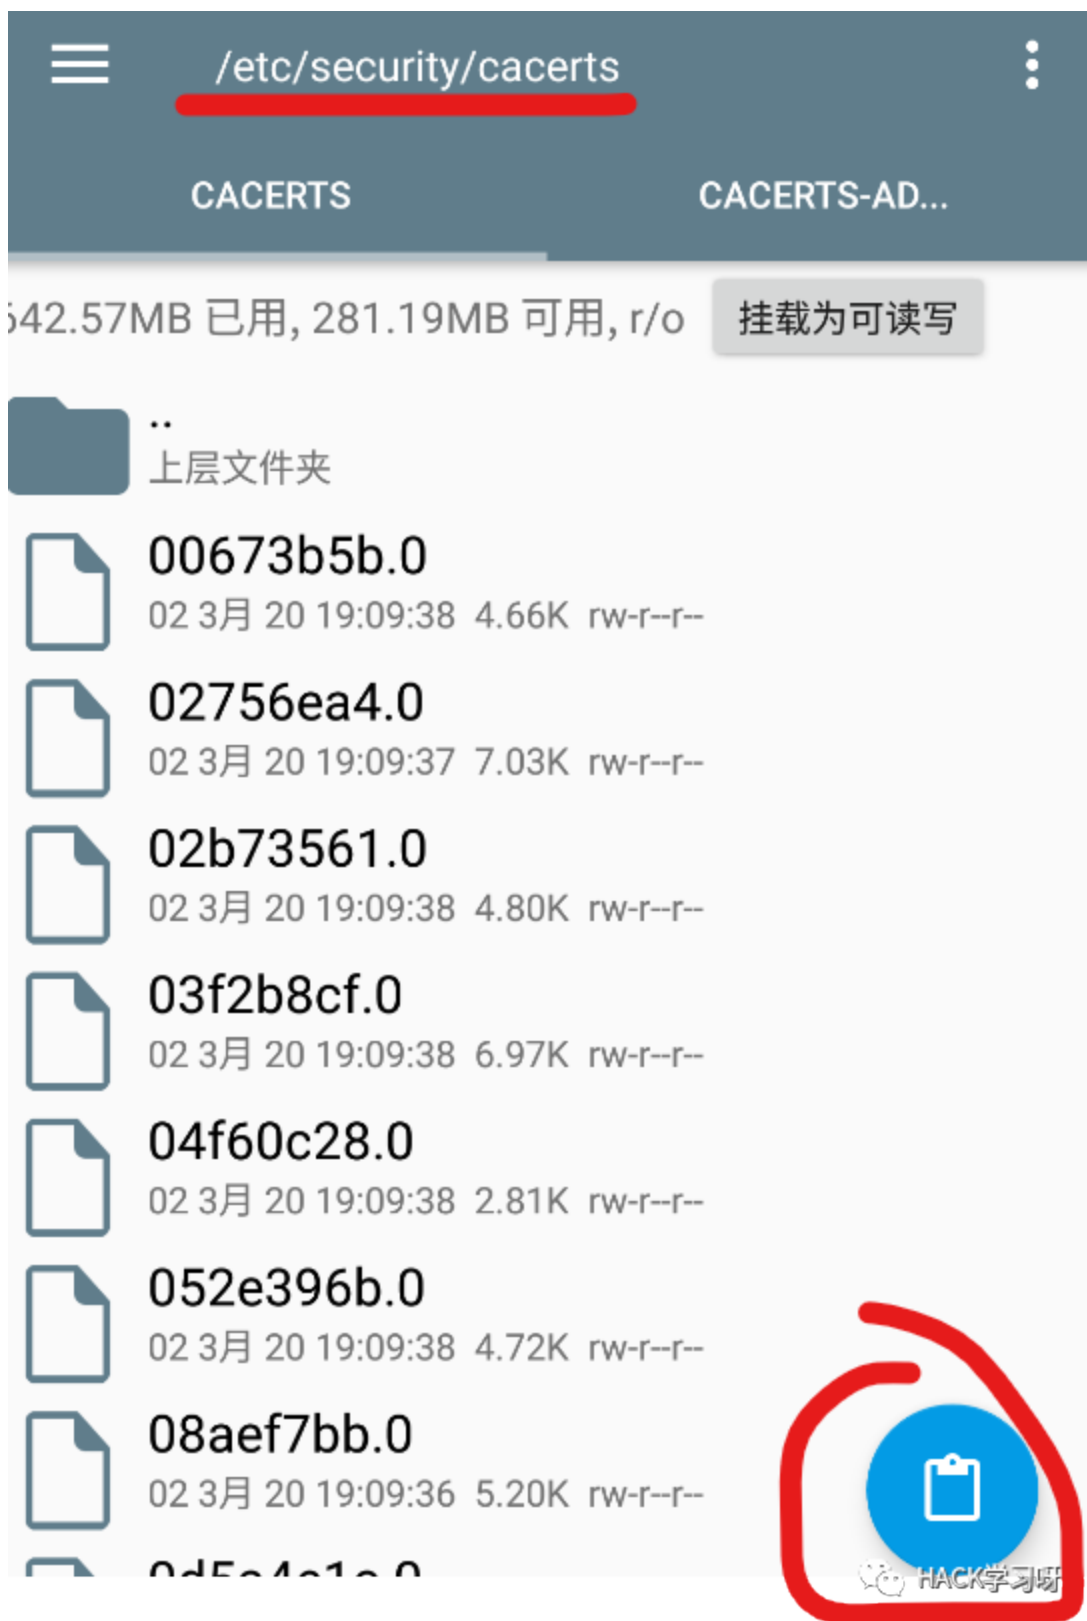 /etc/security/cacerts
CACERTS
CACERTS-AD...
542.57MB 已用, 281.19MB 可用, r/o
挂载为可读写
..
上层文件夹
00673b5b.0
02 3月 20 19:09:38 4.66K rw-r--r--
02756ea4.0
02 3月 20 19:09:37 7.03K rw-r--r--
02b73561.0
02 3月 20 19:09:38 4.80K rw-r--r--
03f2b8cf.0
02 3月 20 19:09:38 6.97K rw-r--r--
04f60c28.0
02 3月 20 19:09:38 2.81K rw-r--r--
052e396b.0
02 3月 20 19:09:38 4.72K rw-r--r--
08aef7bb.0
02 3月 20 19:09:36 5.20K rw-r--r--
HACK学习呀